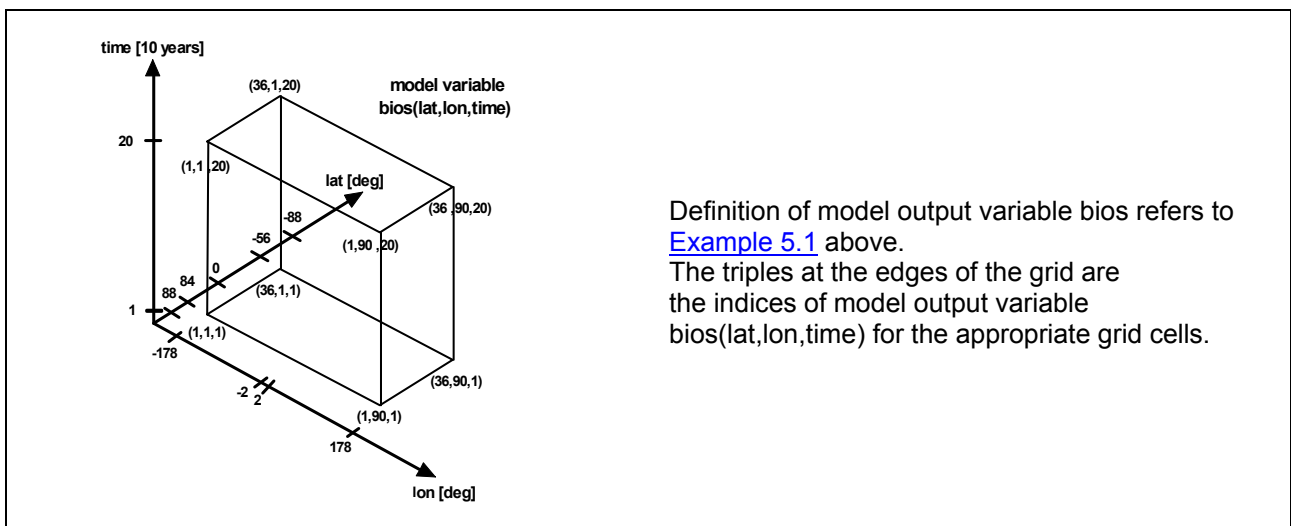 time [10 years]
(36,1,20)
model variable
bios(lat,lon,time)
20
(1,1 ,20)
lat [deg]
-88
(36 ,90,20)
-56
(1,90 ,20)
0
84
88
(36,1,1)
1
(1,1,1)
-178
(36,90,1)
-2
2
(1,90,1)
178
lon [deg]
Definition of model output variable bios refers to
Example 5.1 above.
The triples at the edges of the grid are
the indices of model output variable
bios(lat,lon,time) for the appropriate grid cells.